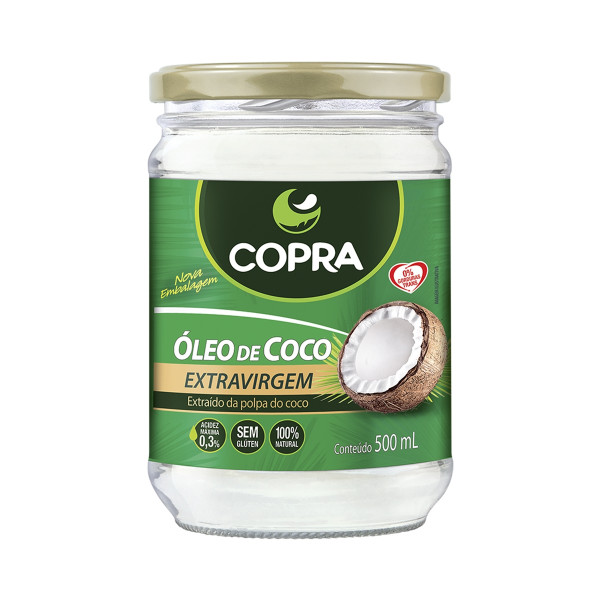 COPRA
Nova
Embalagem
0%
GORDURAS
TRANS
ÓLEO DE COCO
EXTRAVIRGEM
Extraído da polpa do coco
ACIDEZ
MÁXIMA
0,3%
SEM
GLÚTEN
100%
NATURAL
Conteúdo 500 mL